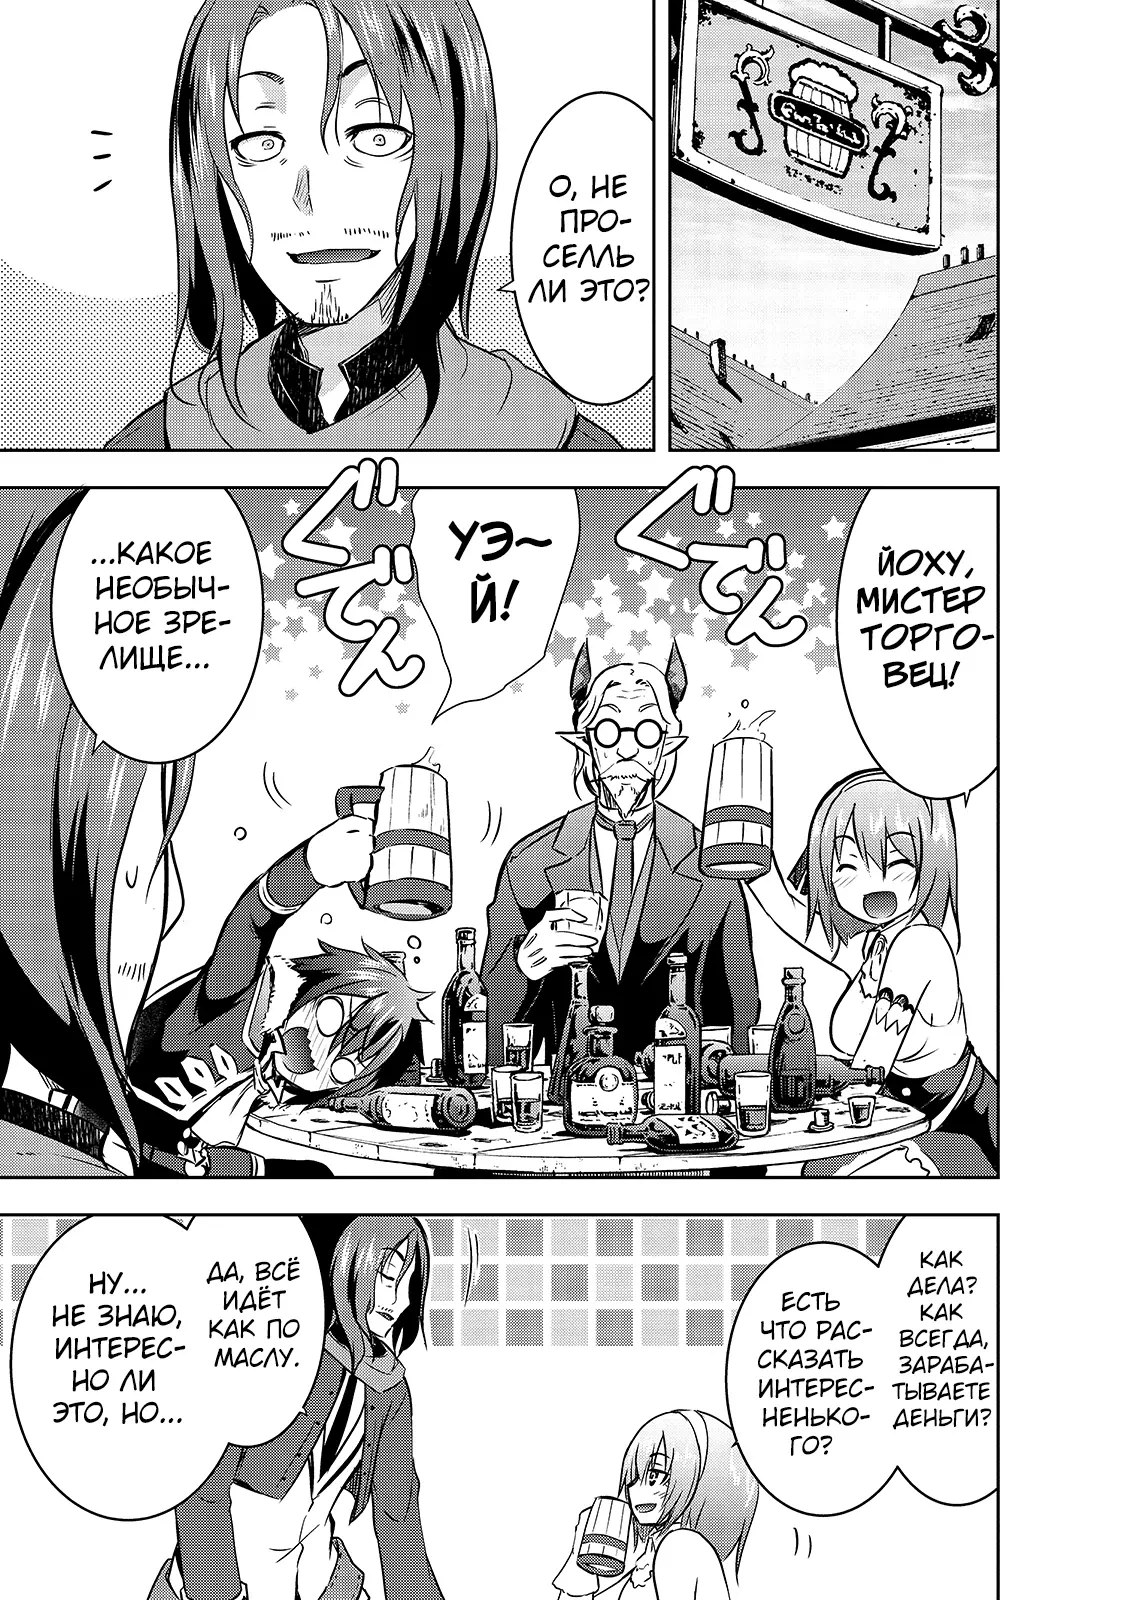 О, НЕ
ПРО-
СЕЛЛЬ
ЛИ ЭТО?
ЙОХУ,
МИСТЕР
ТОРГО-
ВЕЦ!
ぐでん
УЭ~
Й!
ぐでん
...КАКОЕ
НЕОБЫЧ-
НОЕ ЗРЕ-
ЛИЩЕ...
КАК
ДЕЛА?
КАК
ВСЕГДА,
ЗАРАБА-
ТЫВАЕТЕ
ДЕНЬГИ?
ЕСТЬ
ЧТО РАС-
СКАЗАТЬ
ИНТЕРЕС-
НЕНЬКО-
ГО?
ДА, ВСЁ
ИДЁТ
КАК ПО
МАСЛУ.
НУ...
НЕ ЗНАЮ,
ИНТЕРЕС-
НО ЛИ
ЭТО, НО...